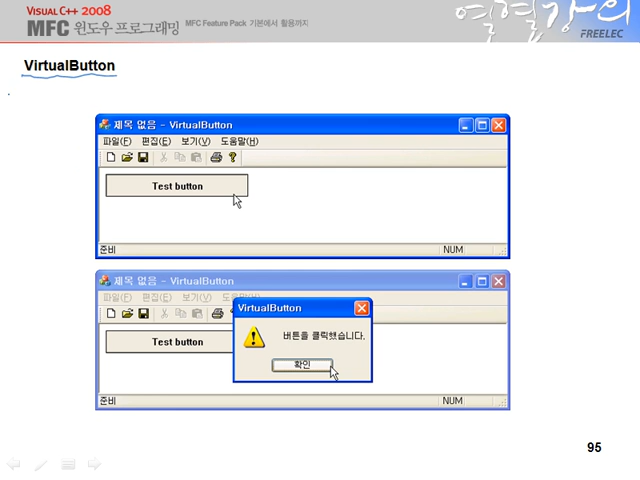 VISUAL C++ 2008
MFC 윈도우 프로그래밍 MFC Feature Pack 기본에서 활용까지
열혈강의
FREELEC
VirtualButton
제목 없음 - VirtualButton
파일(F) 편집(E) 보기(V) 도움말(H)
Test button
준비 NUM
제목 없음 - VirtualButton
파일(F) 편집(E) 보기(V)
VirtualButton
버튼을 클릭했습니다.
Test button
확인
준비 NUM
95